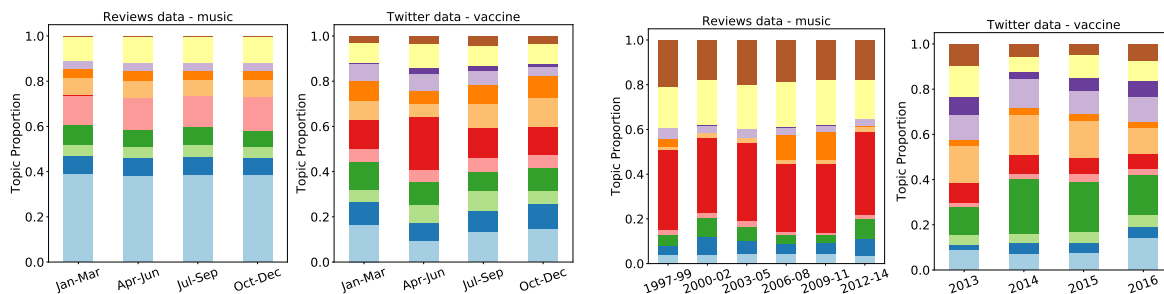 Reviews data - music
Topic Proportion
1.0
0.8
0.6
0.4
0.2
0.0
Jan-Mar
Apr-Jun
Jul-Sep
Oct-Dec
Twitter data - vaccine
Topic Proportion
1.0
0.8
0.6
0.4
0.2
0.0
Jan-Mar
Apr-Jun
Jul-Sep
Oct-Dec
Reviews data - music
Topic Proportion
1.0
0.8
0.6
0.4
0.2
0.0
1997-99
2000-02
2003-05
2006-08
2009-11
2012-14
Twitter data - vaccine
Topic Proportion
1.0
0.8
0.6
0.4
0.2
0.0
2013
2014
2015
2016